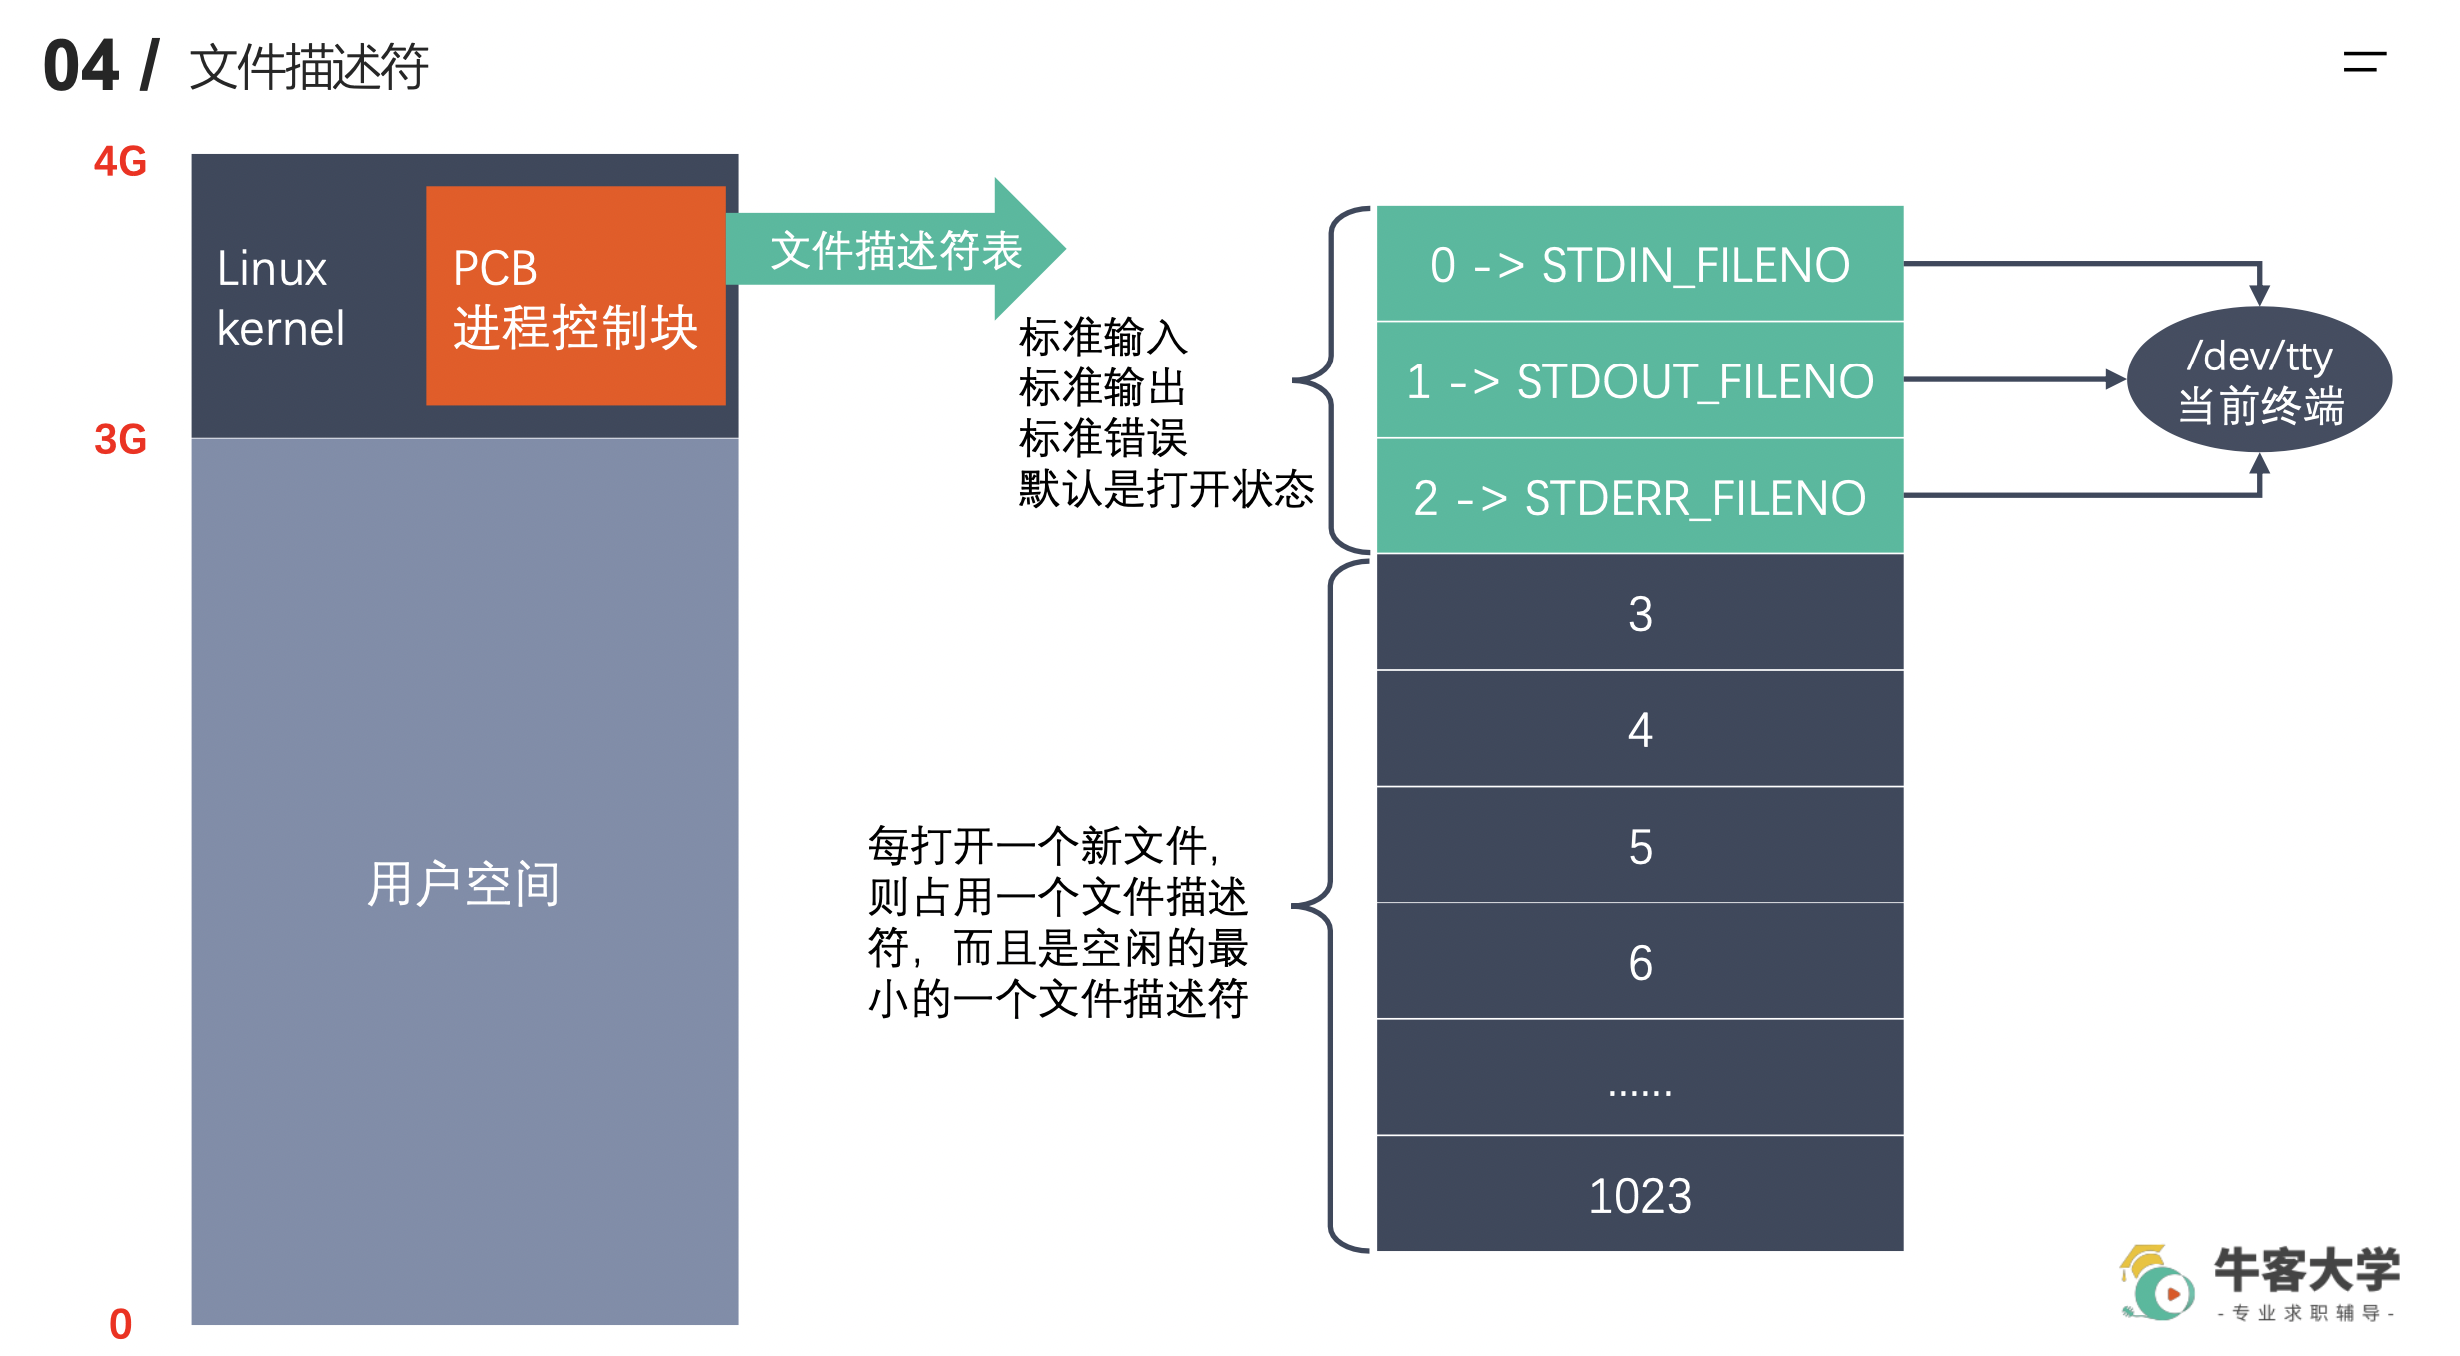 04 / 文件描述符
4G
Linux
kernel
PCB
进程控制块
文件描述符表
3G
用户空间
0
标准输入
标准输出
标准错误
默认是打开状态
每打开一个新文件，
则占用一个文件描述
符，而且是空闲的最
小的一个文件描述符
0 -> STDIN_FILENO
1 -> STDOUT_FILENO
2 -> STDERR_FILENO
3
4
5
6
......
1023
/dev/tty
当前终端
牛客大学
- 专业求职辅导 -